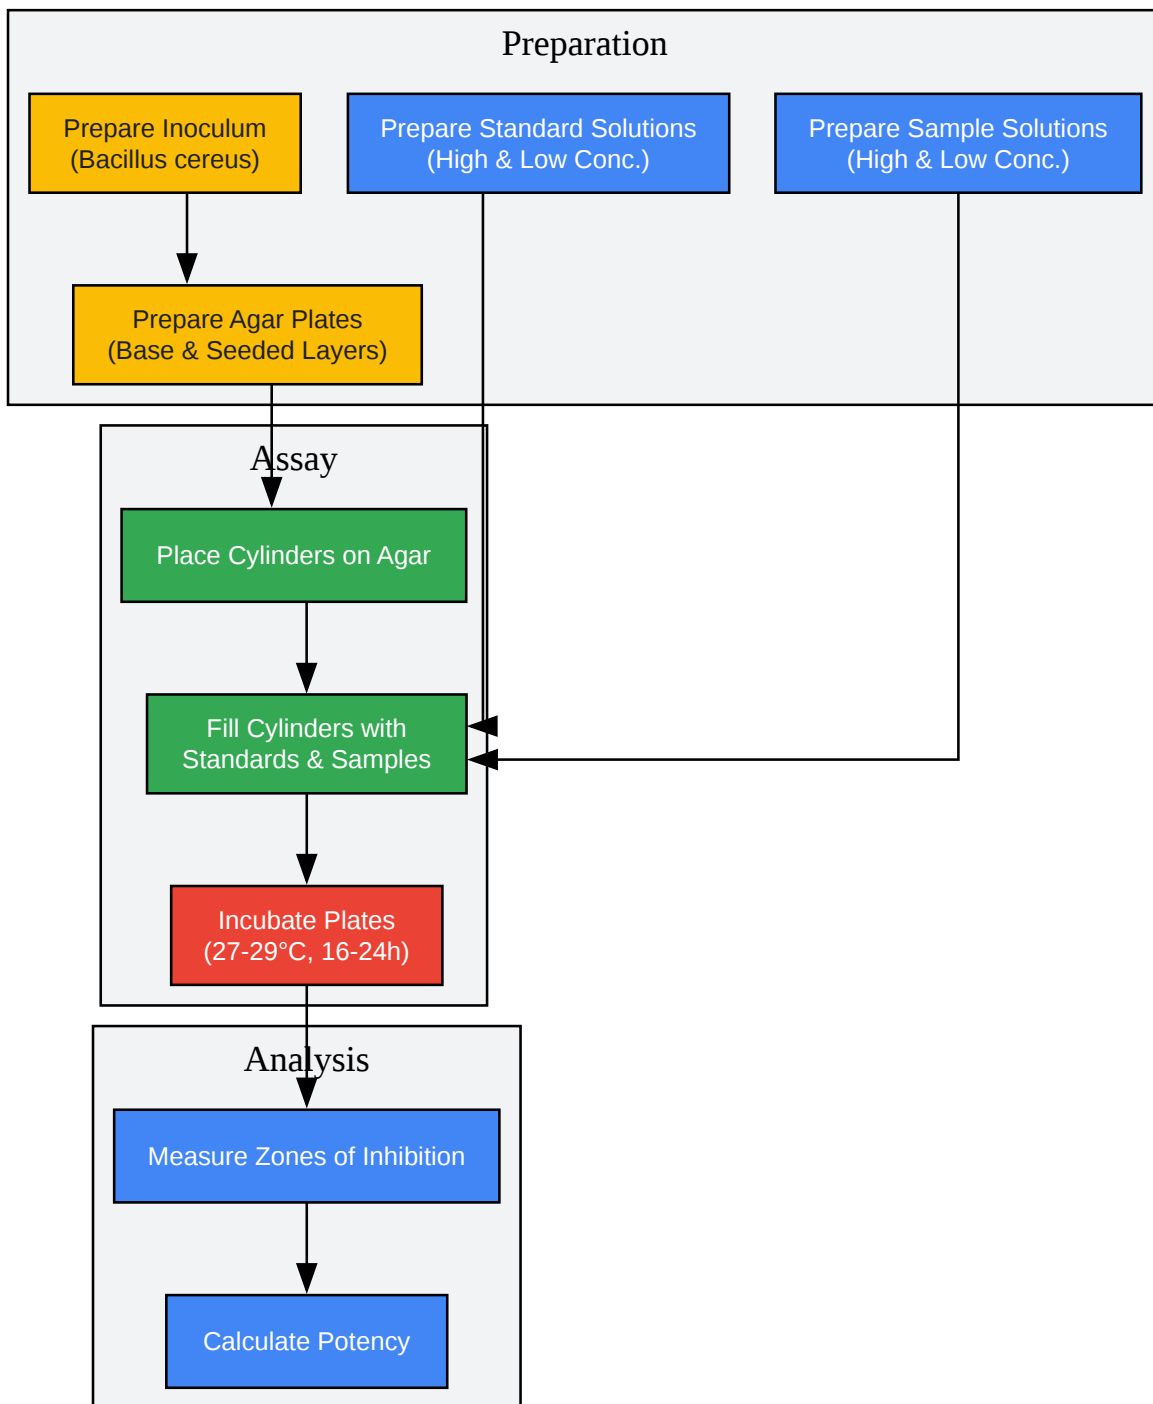 Preparation
Prepare Inoculum
(Bacillus cereus)
Prepare Standard Solutions
(High & Low Conc.)
Prepare Sample Solutions
(High & Low Conc.)
Prepare Agar Plates
(Base & Seeded Layers)
Assay
Place Cylinders on Agar
Fill Cylinders with
Standards & Samples
Incubate Plates
(27-29°C, 16-24h)
Analysis
Measure Zones of Inhibition
Calculate Potency